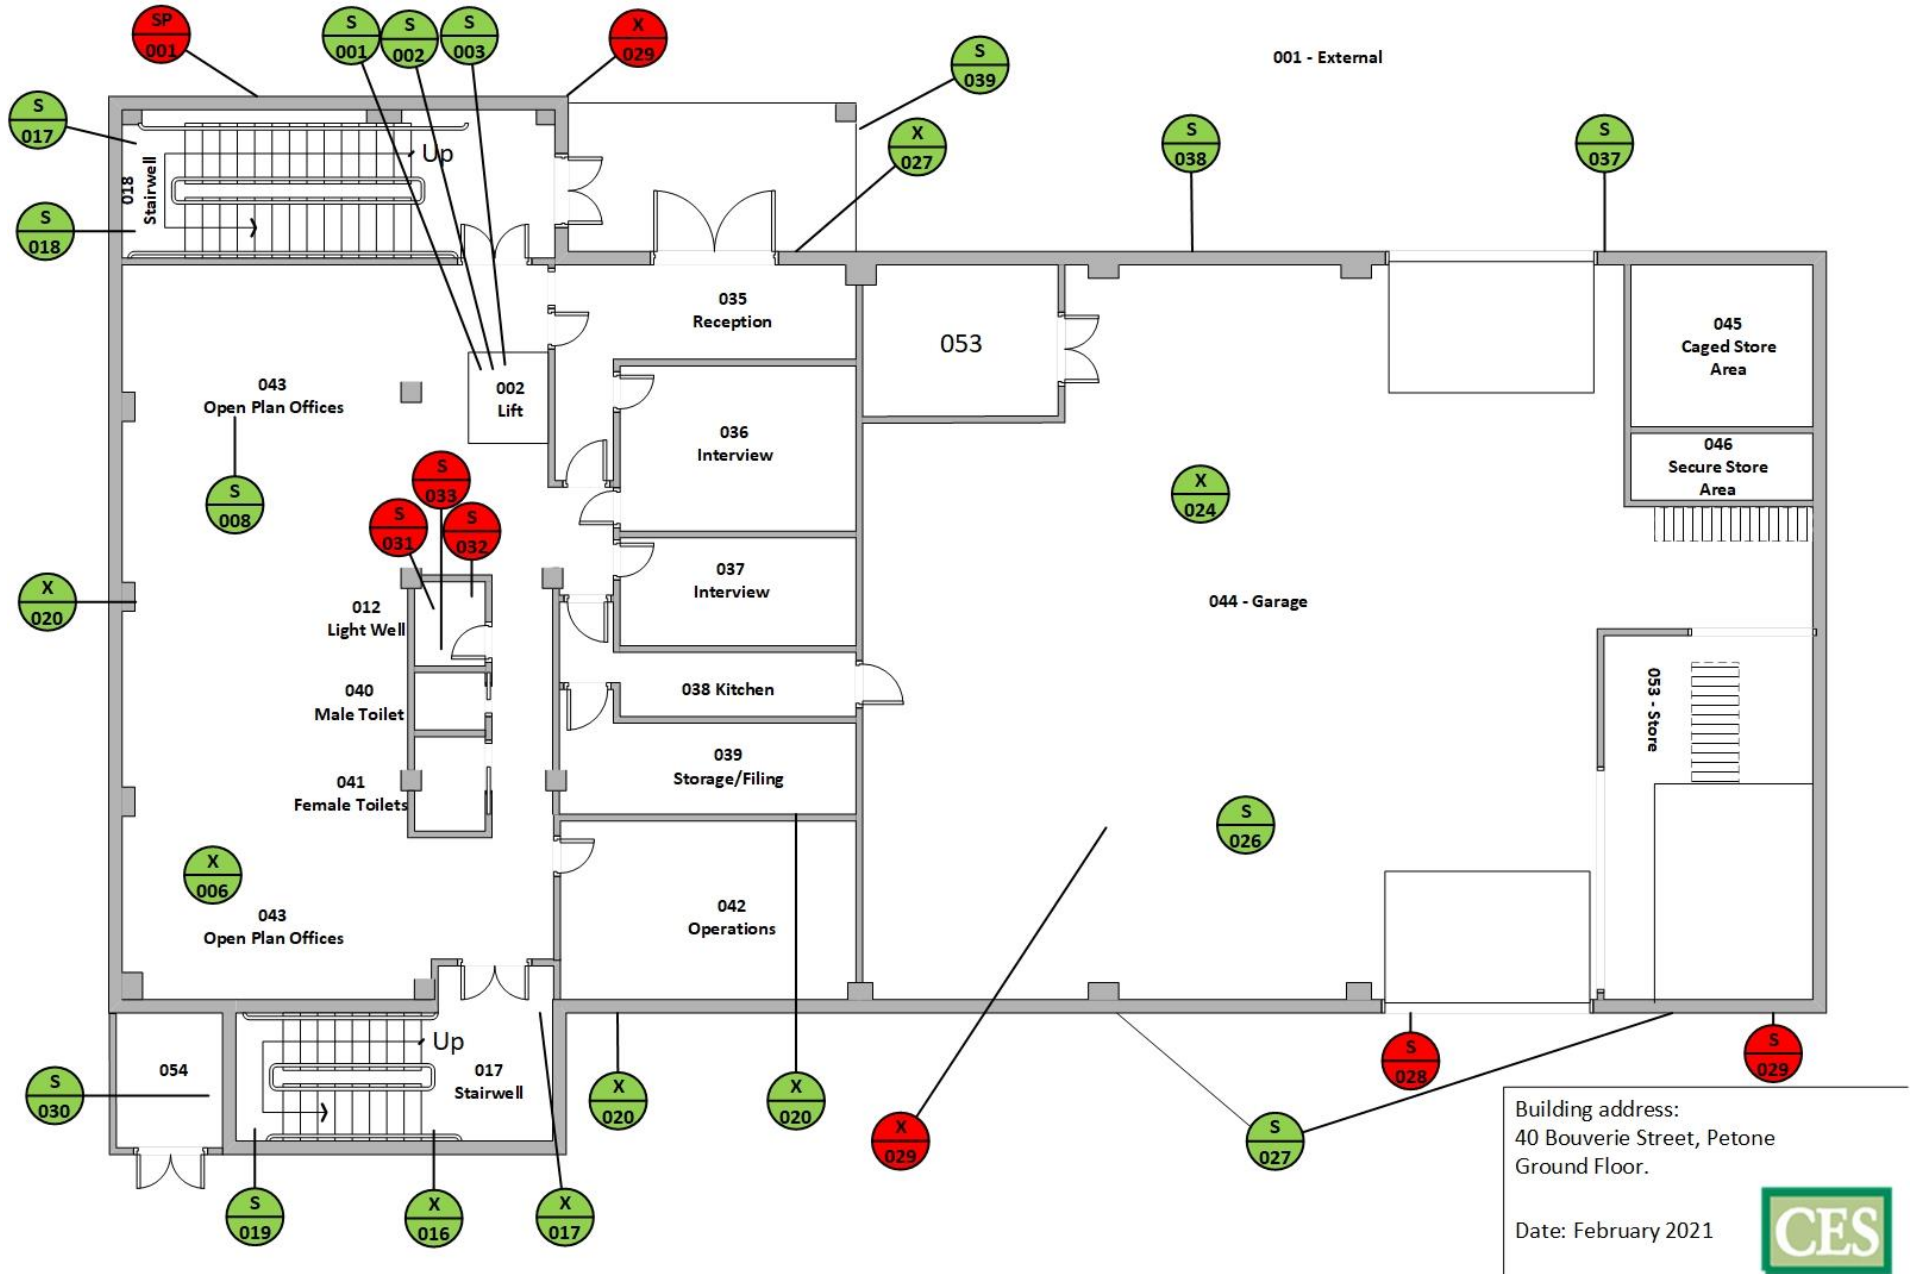 SP
001
S
001
S
002
S
003
X
029
S
039
001 - External
S
017
X
027
S
038
S
037
Up
018
Stairwell
S
018
035
Reception
053
045
Caged Store
Area
043
Open Plan Offices
002
Lift
036
Interview
046
Secure Store
Area
S
033
S
008
S
031
S
032
X
024
X
020
012
Light Well
037
Interview
044 - Garage
040
Male Toilet
038 Kitchen
053 - Store
041
Female Toilets
039
Storage/Filing
S
026
X
006
043
Open Plan Offices
042
Operations
Up
054
017
Stairwell
S
030
X
020
X
020
X
029
S
027
S
028
S
029
S
019
X
016
X
017
Building address:
40 Bouverie Street, Petone
Ground Floor.
Date: February 2021
CES